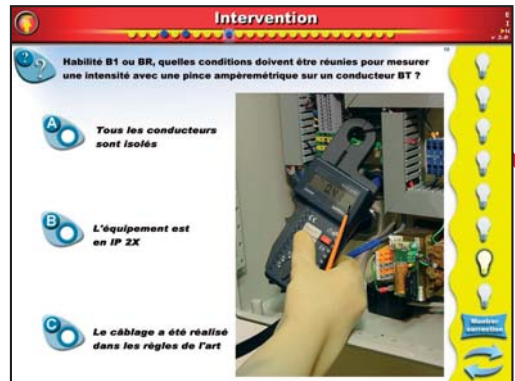 Intervention
Habilité B1 ou BR, quelles conditions doivent être réunies pour mesurer
une intensité avec une pince ampèremétrique sur un conducteur BT ?
A
Tous les conducteurs
sont isolés
B
L'équipement est
en IP 2X
C
Le câblage a été réalisé
dans les règles de l'art
Montrer
correction